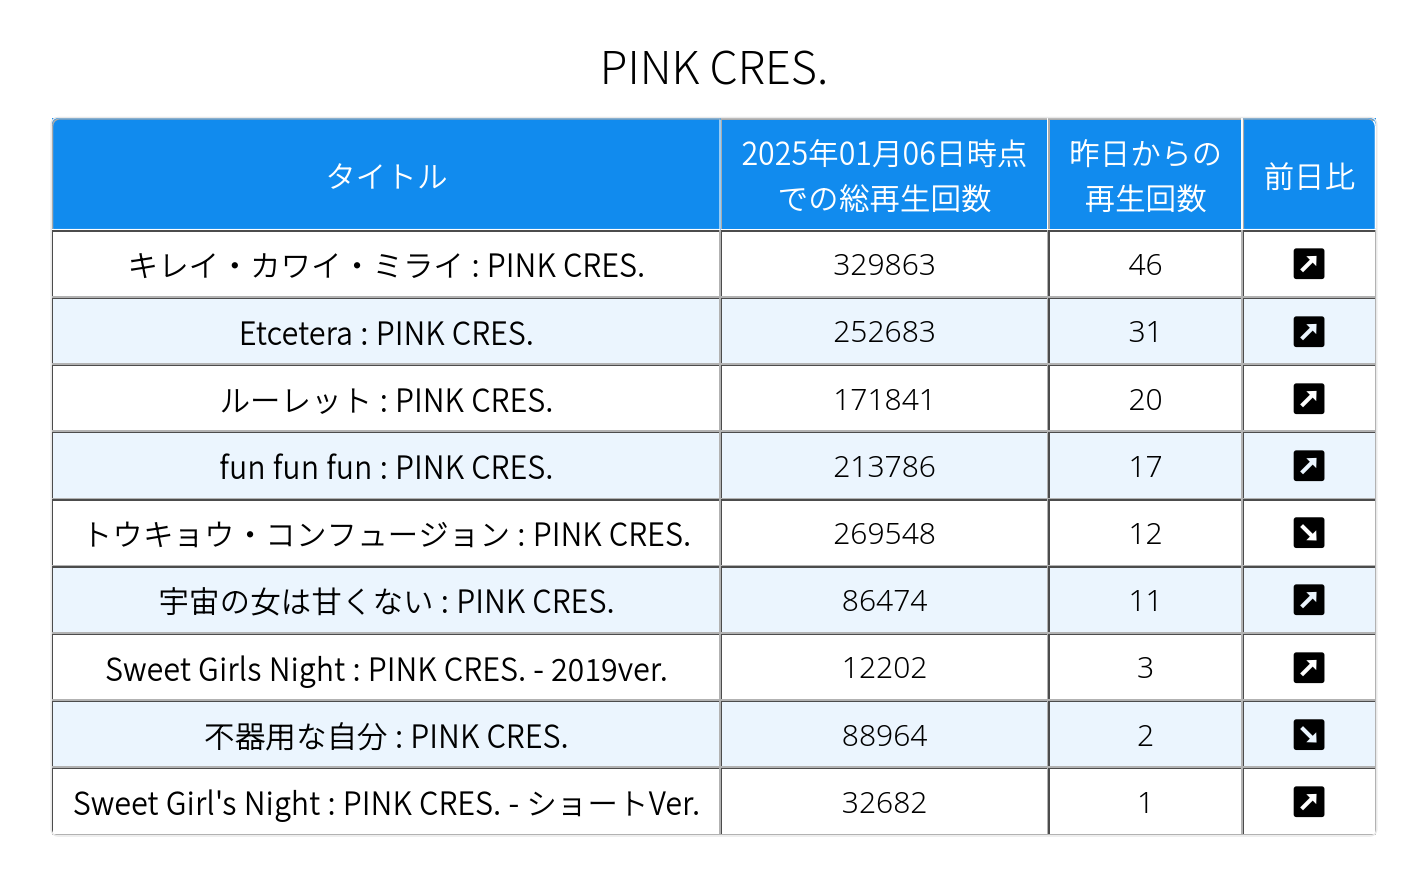 PINK CRES.
タイトル
2025年01月06日時点
での総再生回数
昨日からの
再生回数
前日比
キレイ・カワイ・ミライ : PINK CRES. 329863 46 ↗
Etcetera : PINK CRES. 252683 31 ↗
ルーレット : PINK CRES. 171841 20 ↗
fun fun fun : PINK CRES. 213786 17 ↗
トウキョウ・コンフュージョン : PINK CRES. 269548 12 ↘
宇宙の女は甘くない : PINK CRES. 86474 11 ↗
Sweet Girls Night : PINK CRES. - 2019ver. 12202 3 ↗
不器用な自分 : PINK CRES. 88964 2 ↘
Sweet Girl's Night : PINK CRES. - ショートVer. 32682 1 ↗